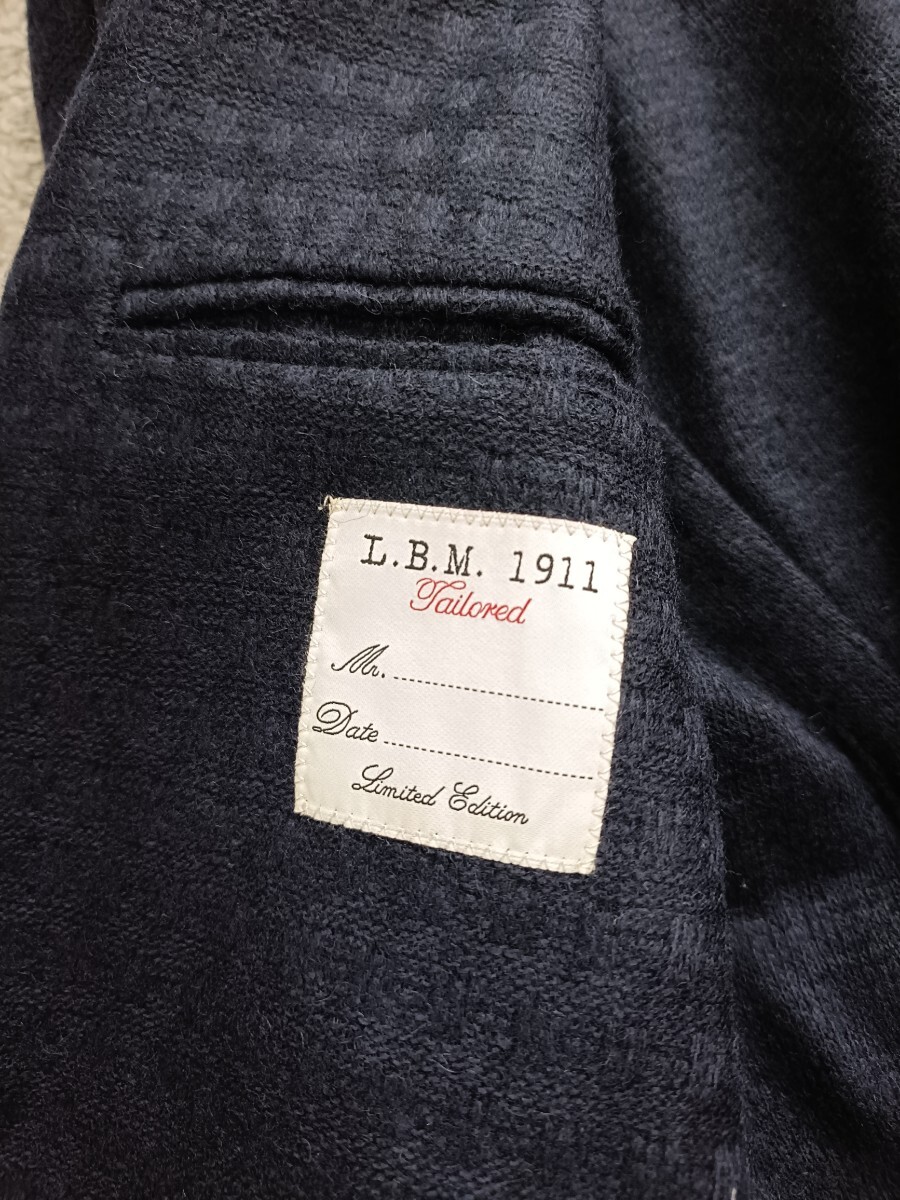 L.B.M. 1911
Tailored
Mr.
Date
Limited Edition